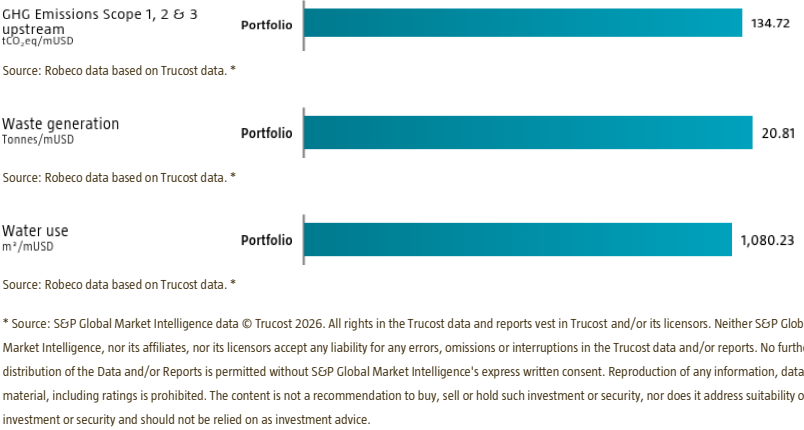 GHG Emissions Scope 1, 2 & 3
upstream
tCO₂eq/mUSD
Portfolio
134.72
Source: Robeco data based on Trucost data. *
Waste generation
Tonnes/mUSD
Portfolio
20.81
Source: Robeco data based on Trucost data. *
Water use
m³/mUSD
Portfolio
1,080.23
Source: Robeco data based on Trucost data. *
* Source: S&P Global Market Intelligence data © Trucost 2026. All rights in the Trucost data and reports vest in Trucost and/or its licensors. Neither S&P Glob
Market Intelligence, nor its affiliates, nor its licensors accept any liability for any errors, omissions or interruptions in the Trucost data and/or reports. No furth
distribution of the Data and/or Reports is permitted without S&P Global Market Intelligence's express written consent. Reproduction of any information, data
material, including ratings is prohibited. The content is not a recommendation to buy, sell or hold such investment or security, nor does it address suitability o
investment or security and should not be relied on as investment advice.